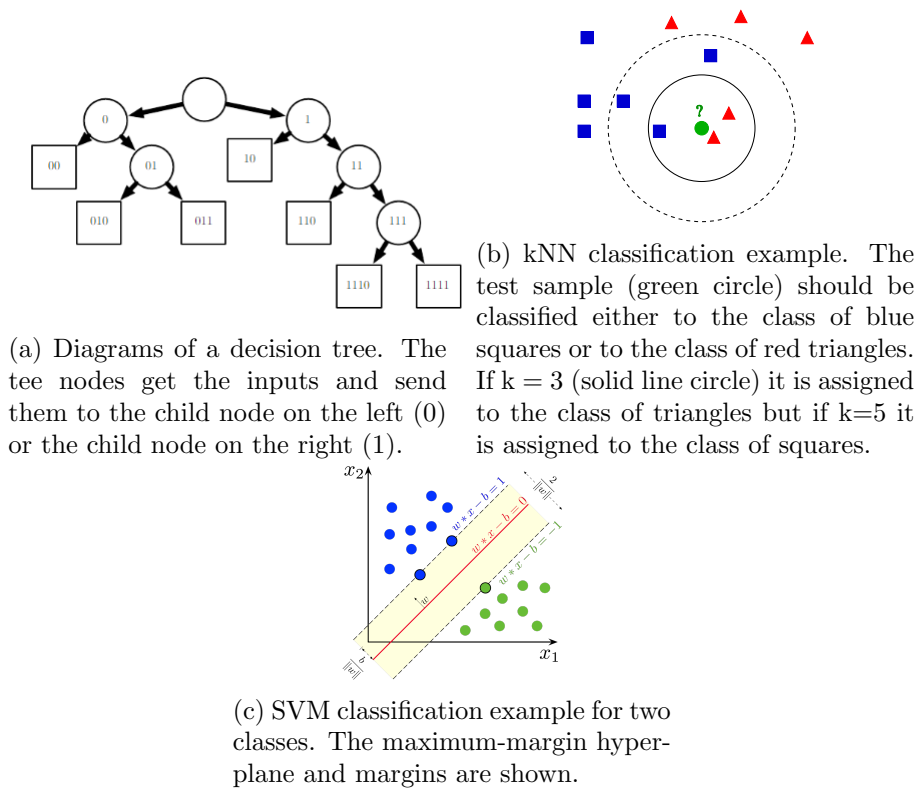 0
1
00
01
10
11
010
011
110
111
1110
1111
?
(a) Diagrams of a decision tree. The
tee nodes get the inputs and send
them to the child node on the left (0)
or the child node on the right (1).
(b) kNN classification example. The
test sample (green circle) should be
classified either to the class of blue
squares or to the class of red triangles.
If k = 3 (solid line circle) it is assigned
to the class of triangles but if k=5 it
is assigned to the class of squares.
x₂
w * x − b = 1
w * x − b = 0
w * x − b = −1
2/‖w‖
w
b/‖w‖
x₁
(c) SVM classification example for two
classes. The maximum-margin hyper-
plane and margins are shown.